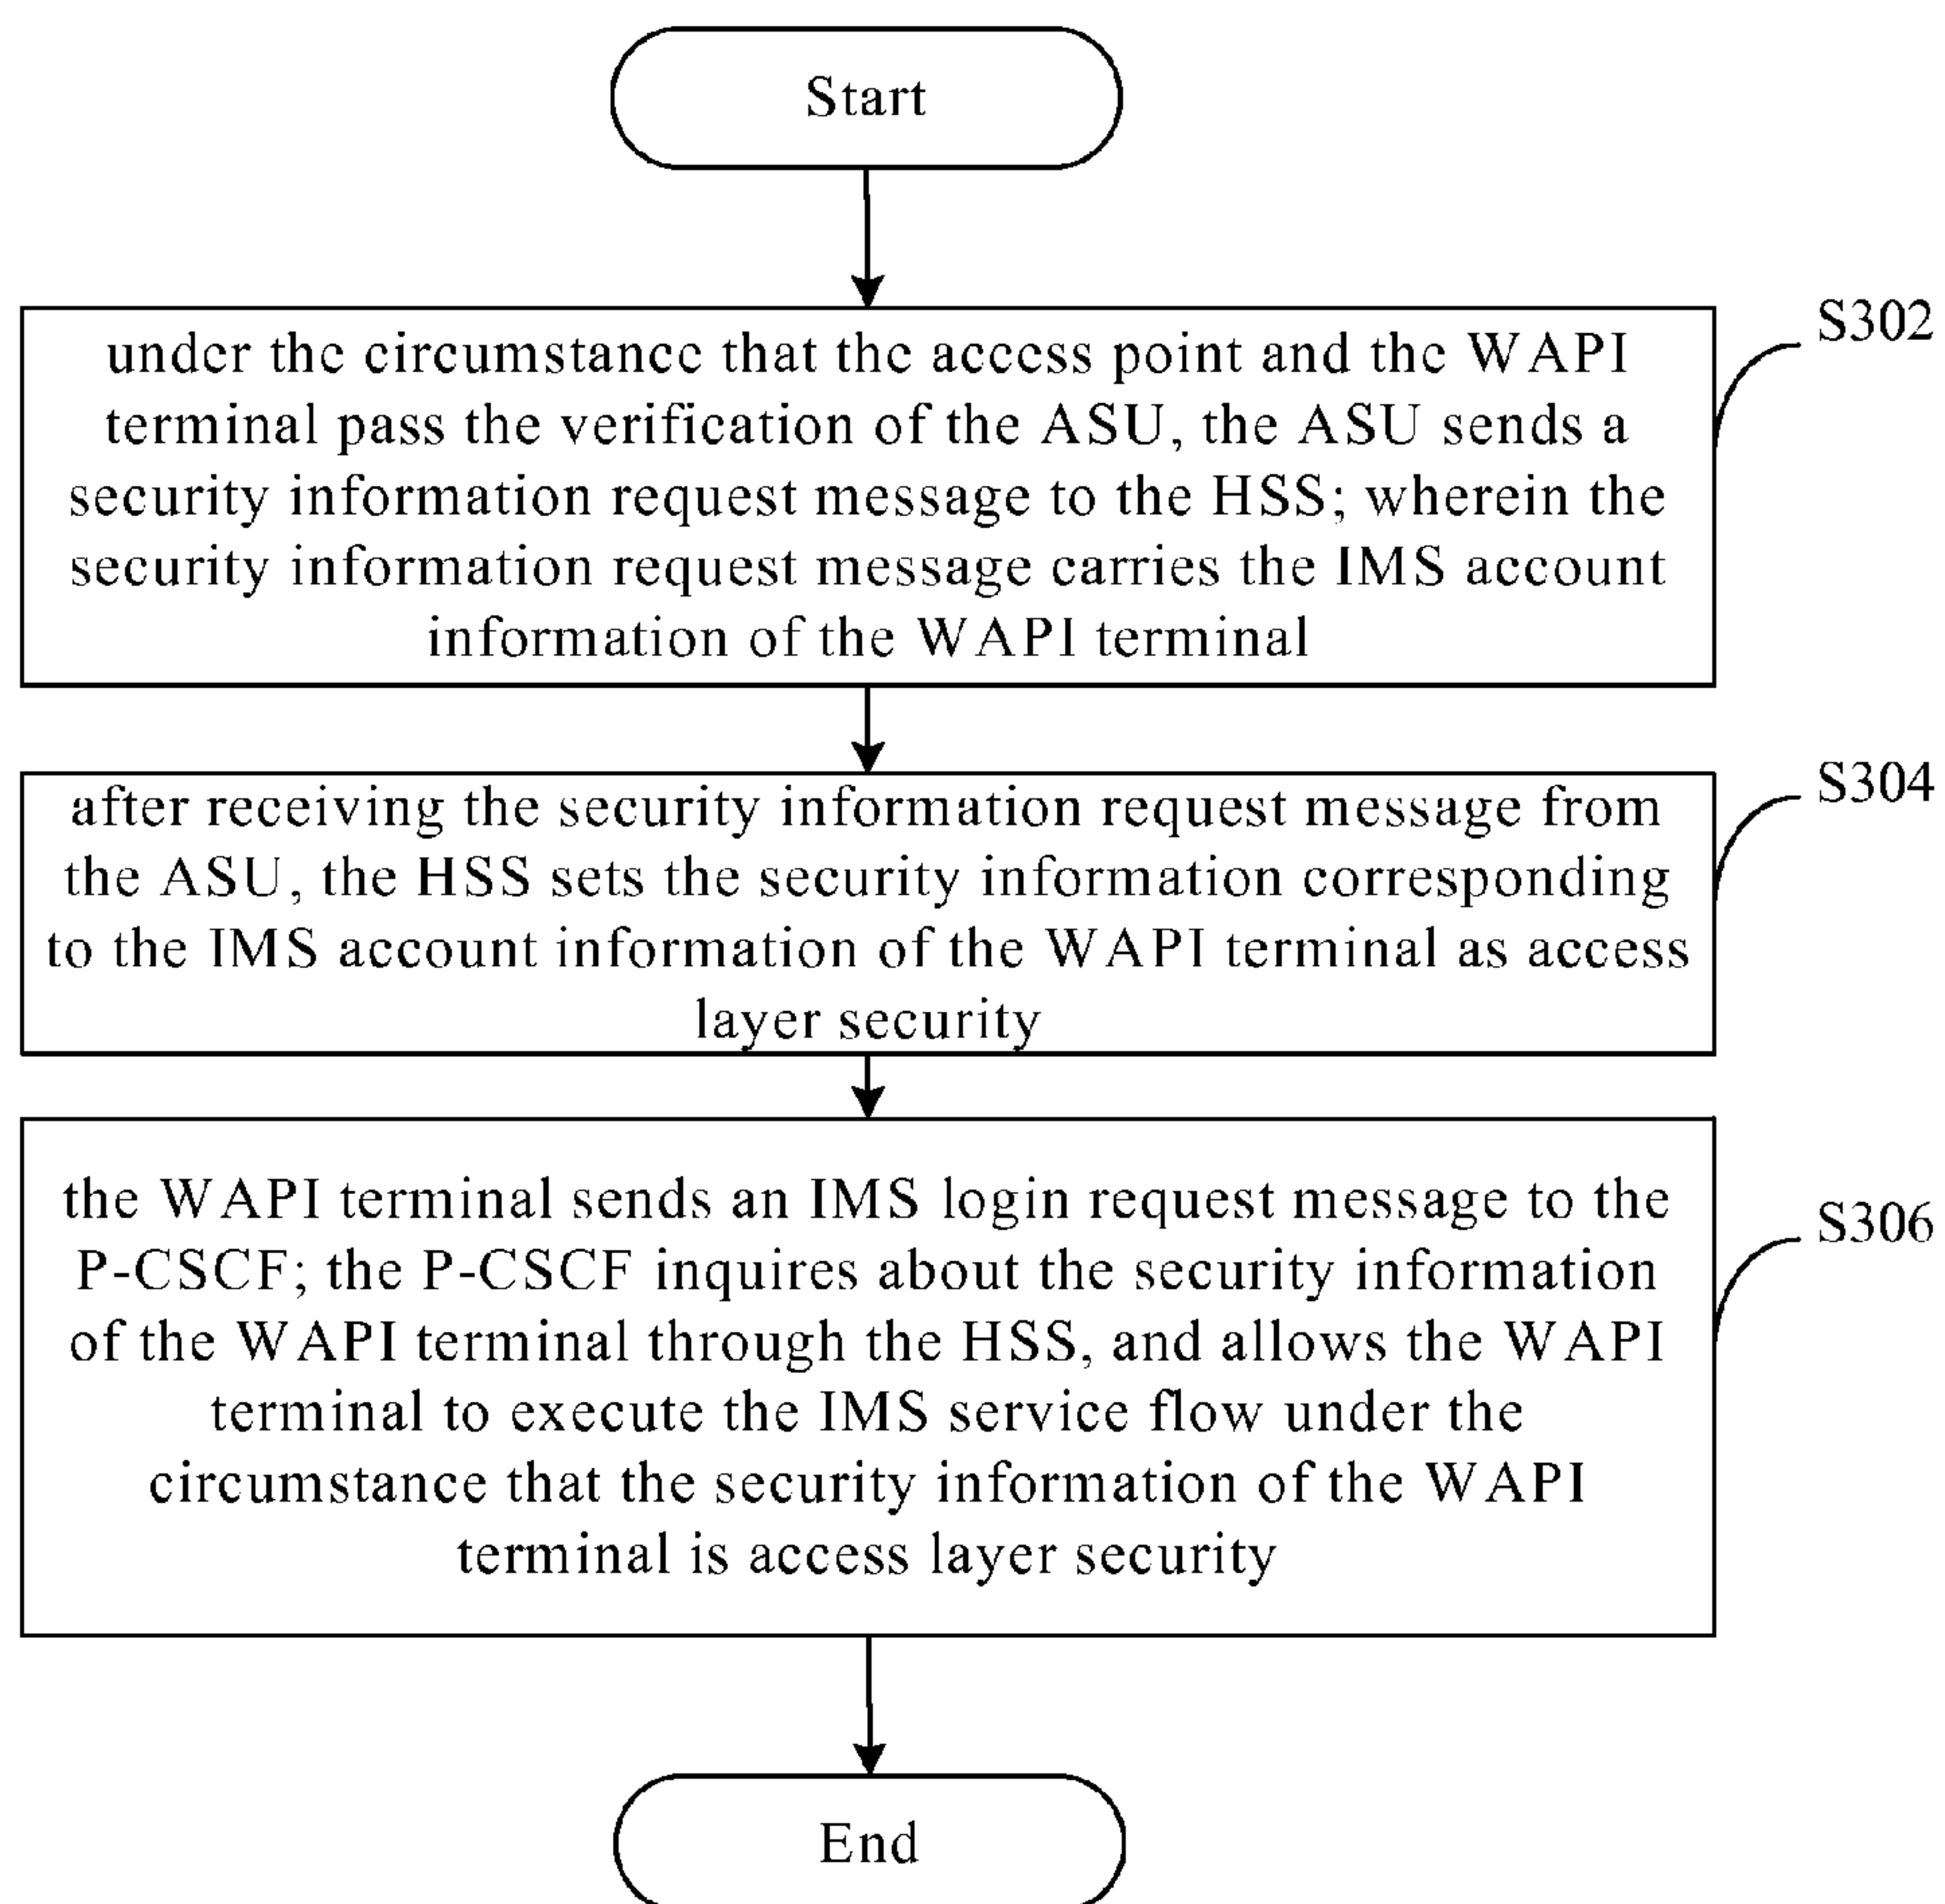 Start
under the circumstance that the access point and the WAPI
terminal pass the verification of the ASU, the ASU sends a
security information request message to the HSS; wherein the
security information request message carries the IMS account
information of the WAPI terminal
S302
after receiving the security information request message from
the ASU, the HSS sets the security information corresponding
to the IMS account information of the WAPI terminal as access
layer security
S304
the WAPI terminal sends an IMS login request message to the
P-CSCF; the P-CSCF inquires about the security information
of the WAPI terminal through the HSS, and allows the WAPI
terminal to execute the IMS service flow under the
circumstance that the security information of the WAPI
terminal is access layer security
S306
End